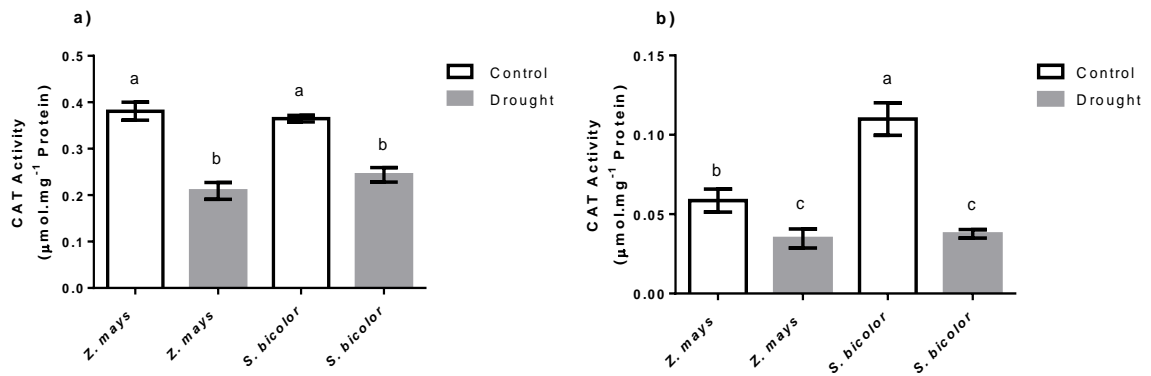 a)
CAT Activity
(μmol.mg⁻¹ Protein)
0.5
0.4
0.3
0.2
0.1
0.0
a
b
a
b
Z. mays
Z. mays
S. bicolor
S. bicolor
Control
Drought
b)
CAT Activity
(μmol.mg⁻¹ Protein)
0.15
0.10
0.05
0.00
b
c
a
c
Z. mays
Z. mays
S. bicolor
S. bicolor
Control
Drought